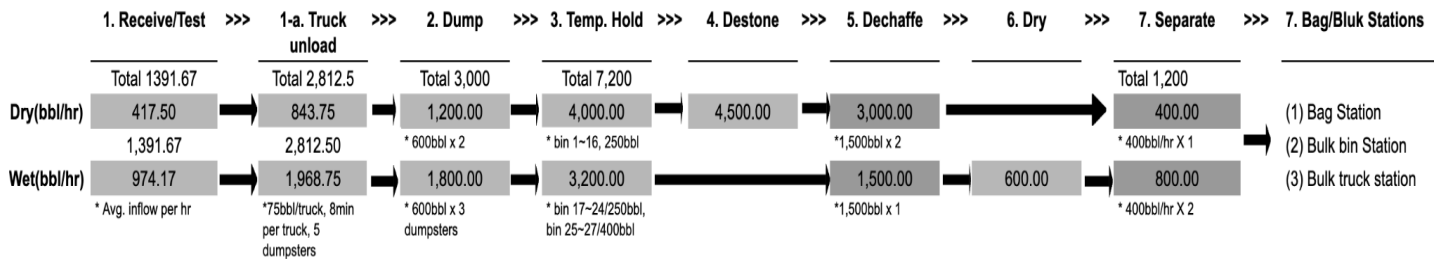 1. Receive/Test >>> 1-a. Truck unload >>> 2. Dump >>> 3. Temp. Hold >>> 4. Destone >>> 5. Dechaffe >>> 6. Dry >>> 7. Separate >>> 7. Bag/Bluk Stations
Total 1391.67 Total 2,812.5 Total 3,000 Total 7,200 Total 1,200
Dry(bbl/hr) 417.50 843.75 1,200.00 4,000.00 4,500.00 3,000.00 400.00 (1) Bag Station
1,391.67 2,812.50 * 600bbl x 2 * bin 1~16, 250bbl *1,500bbl x 2 * 400bbl/hr X 1 (2) Bulk bin Station
Wet(bbl/hr) 974.17 1,968.75 1,800.00 3,200.00 1,500.00 600.00 800.00 (3) Bulk truck station
* Avg. inflow per hr *75bbl/truck, 8min * 600bbl x 3 * bin 17~24/250bbl, *1,500bbl x 1 * 400bbl/hr X 2
per truck, 5 dumpsters bin 25~27/400bbl
dumpsters